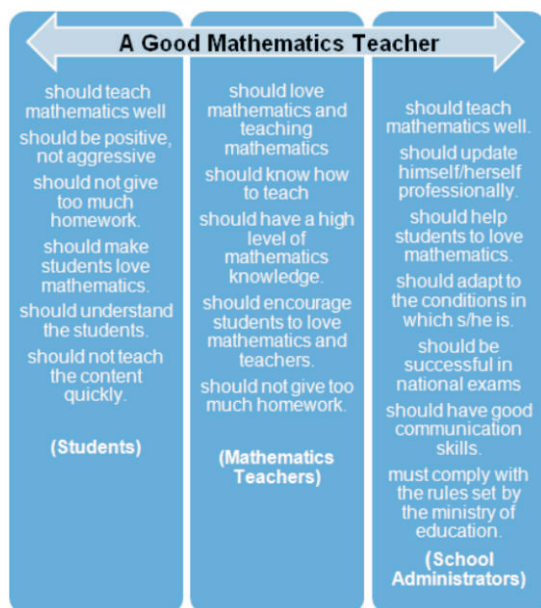 A Good Mathematics Teacher
should teach
mathematics well
should be positive,
not aggressive
should not give
too much
homework.
should make
students love
mathematics.
should understand
the students.
should not teach
the content
quickly.
(Students)
should love
mathematics and
teaching
mathematics
should know how
to teach
should have a high
level of
mathematics
knowledge.
should encourage
students to love
mathematics and
teachers.
should not give too
much homework.
(Mathematics
Teachers)
should teach
mathematics well.
should update
himself/herself
professionally.
should help
students to love
mathematics.
should adapt to
the conditions in
which s/he is.
should be
successful in
national exams
should have good
communication
skills.
must comply with
the rules set by
the ministry of
education.
(School
Administrators)